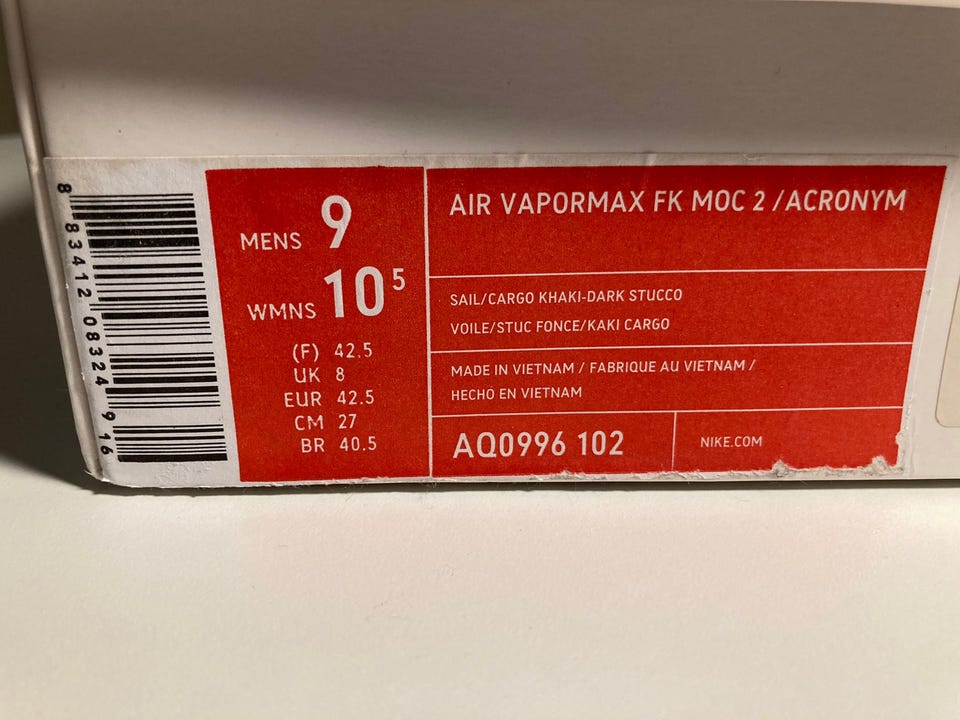 8 83412 08324 9 16
MENS 9
WMNS 10 5
(F) 42.5
UK 8
EUR 42.5
CM 27
BR 40.5
AIR VAPORMAX FK MOC 2 /ACRONYM
SAIL/CARGO KHAKI-DARK STUCCO
VOILE/STUC FONCE/KAKI CARGO
MADE IN VIETNAM / FABRIQUE AU VIETNAM /
HECHO EN VIETNAM
AQ0996 102
NIKE.COM